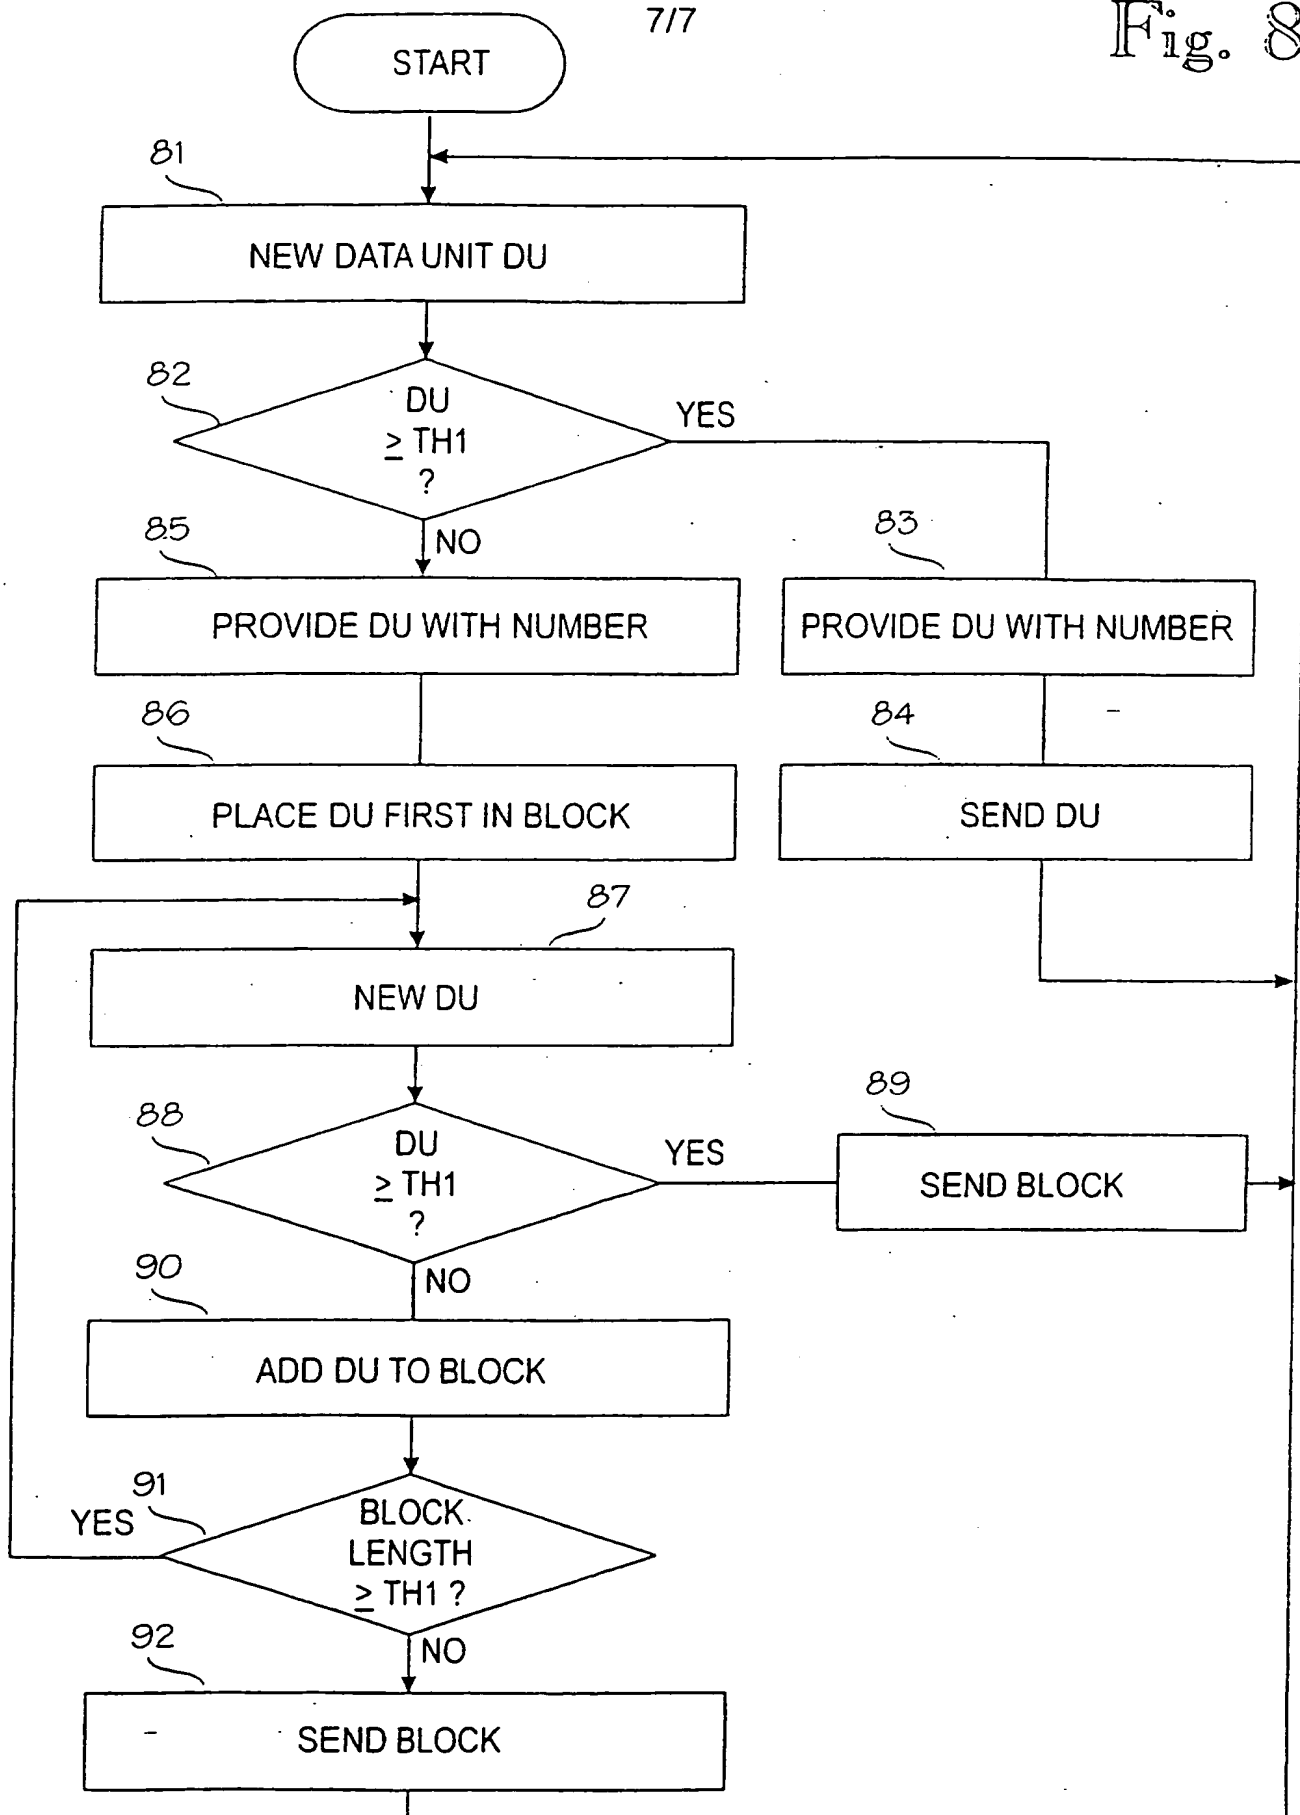 7/7
Fig. 8
START
81
NEW DATA UNIT DU
82
DU
≥ TH1
?
YES
NO
85
PROVIDE DU WITH NUMBER
83
PROVIDE DU WITH NUMBER
86
PLACE DU FIRST IN BLOCK
84
SEND DU
87
NEW DU
88
DU
≥ TH1
?
YES
89
SEND BLOCK
NO
90
ADD DU TO BLOCK
91
YES
BLOCK
LENGTH
≥ TH1 ?
NO
92
SEND BLOCK